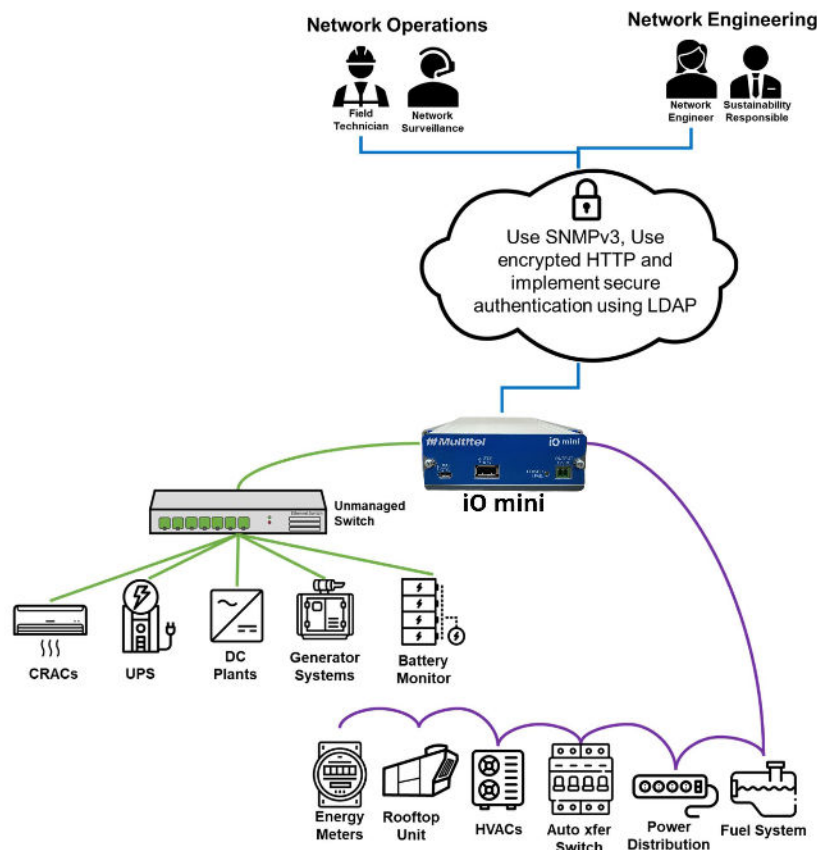 Network Operations
Network Engineering
Field
Technician
Network
Surveillance
Network
Engineer
Sustainability
Responsible
Use SNMPv3, Use
encrypted HTTP and
implement secure
authentication using LDAP
Multitel
iO mini
iO mini
Unmanaged
Switch
CRACs
UPS
DC
Plants
Generator
Systems
Battery
Monitor
Energy
Meters
Rooftop
Unit
HVACs
Auto xfer
Switch
Power
Distribution
Fuel System